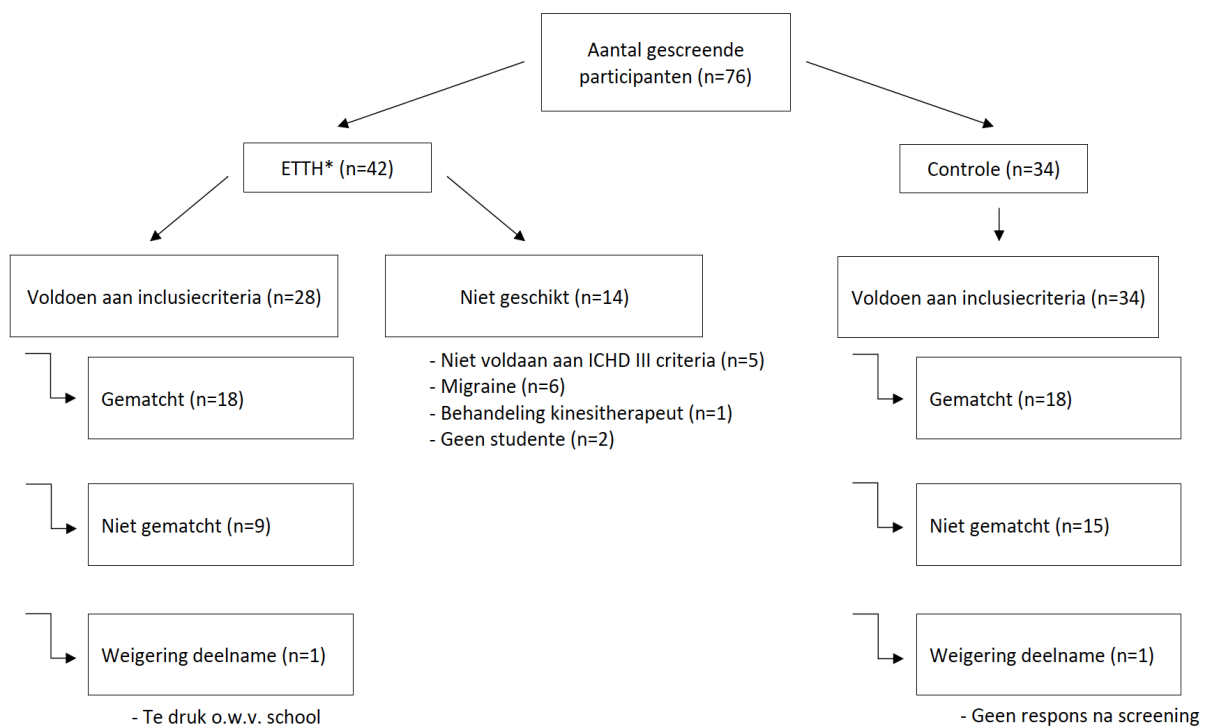 Aantal gescreende
participanten (n=76)
ETTH* (n=42)
Controle (n=34)
Voldoen aan inclusiecriteria (n=28)
Niet geschikt (n=14)
Voldoen aan inclusiecriteria (n=34)
- Niet voldaan aan ICHD III criteria (n=5)
- Migraine (n=6)
- Behandeling kinesitherapeut (n=1)
- Geen studente (n=2)
Gematcht (n=18)
Gematcht (n=18)
Niet gematcht (n=9)
Niet gematcht (n=15)
Weigering deelname (n=1)
Weigering deelname (n=1)
- Te druk o.w.v. school
- Geen respons na screening